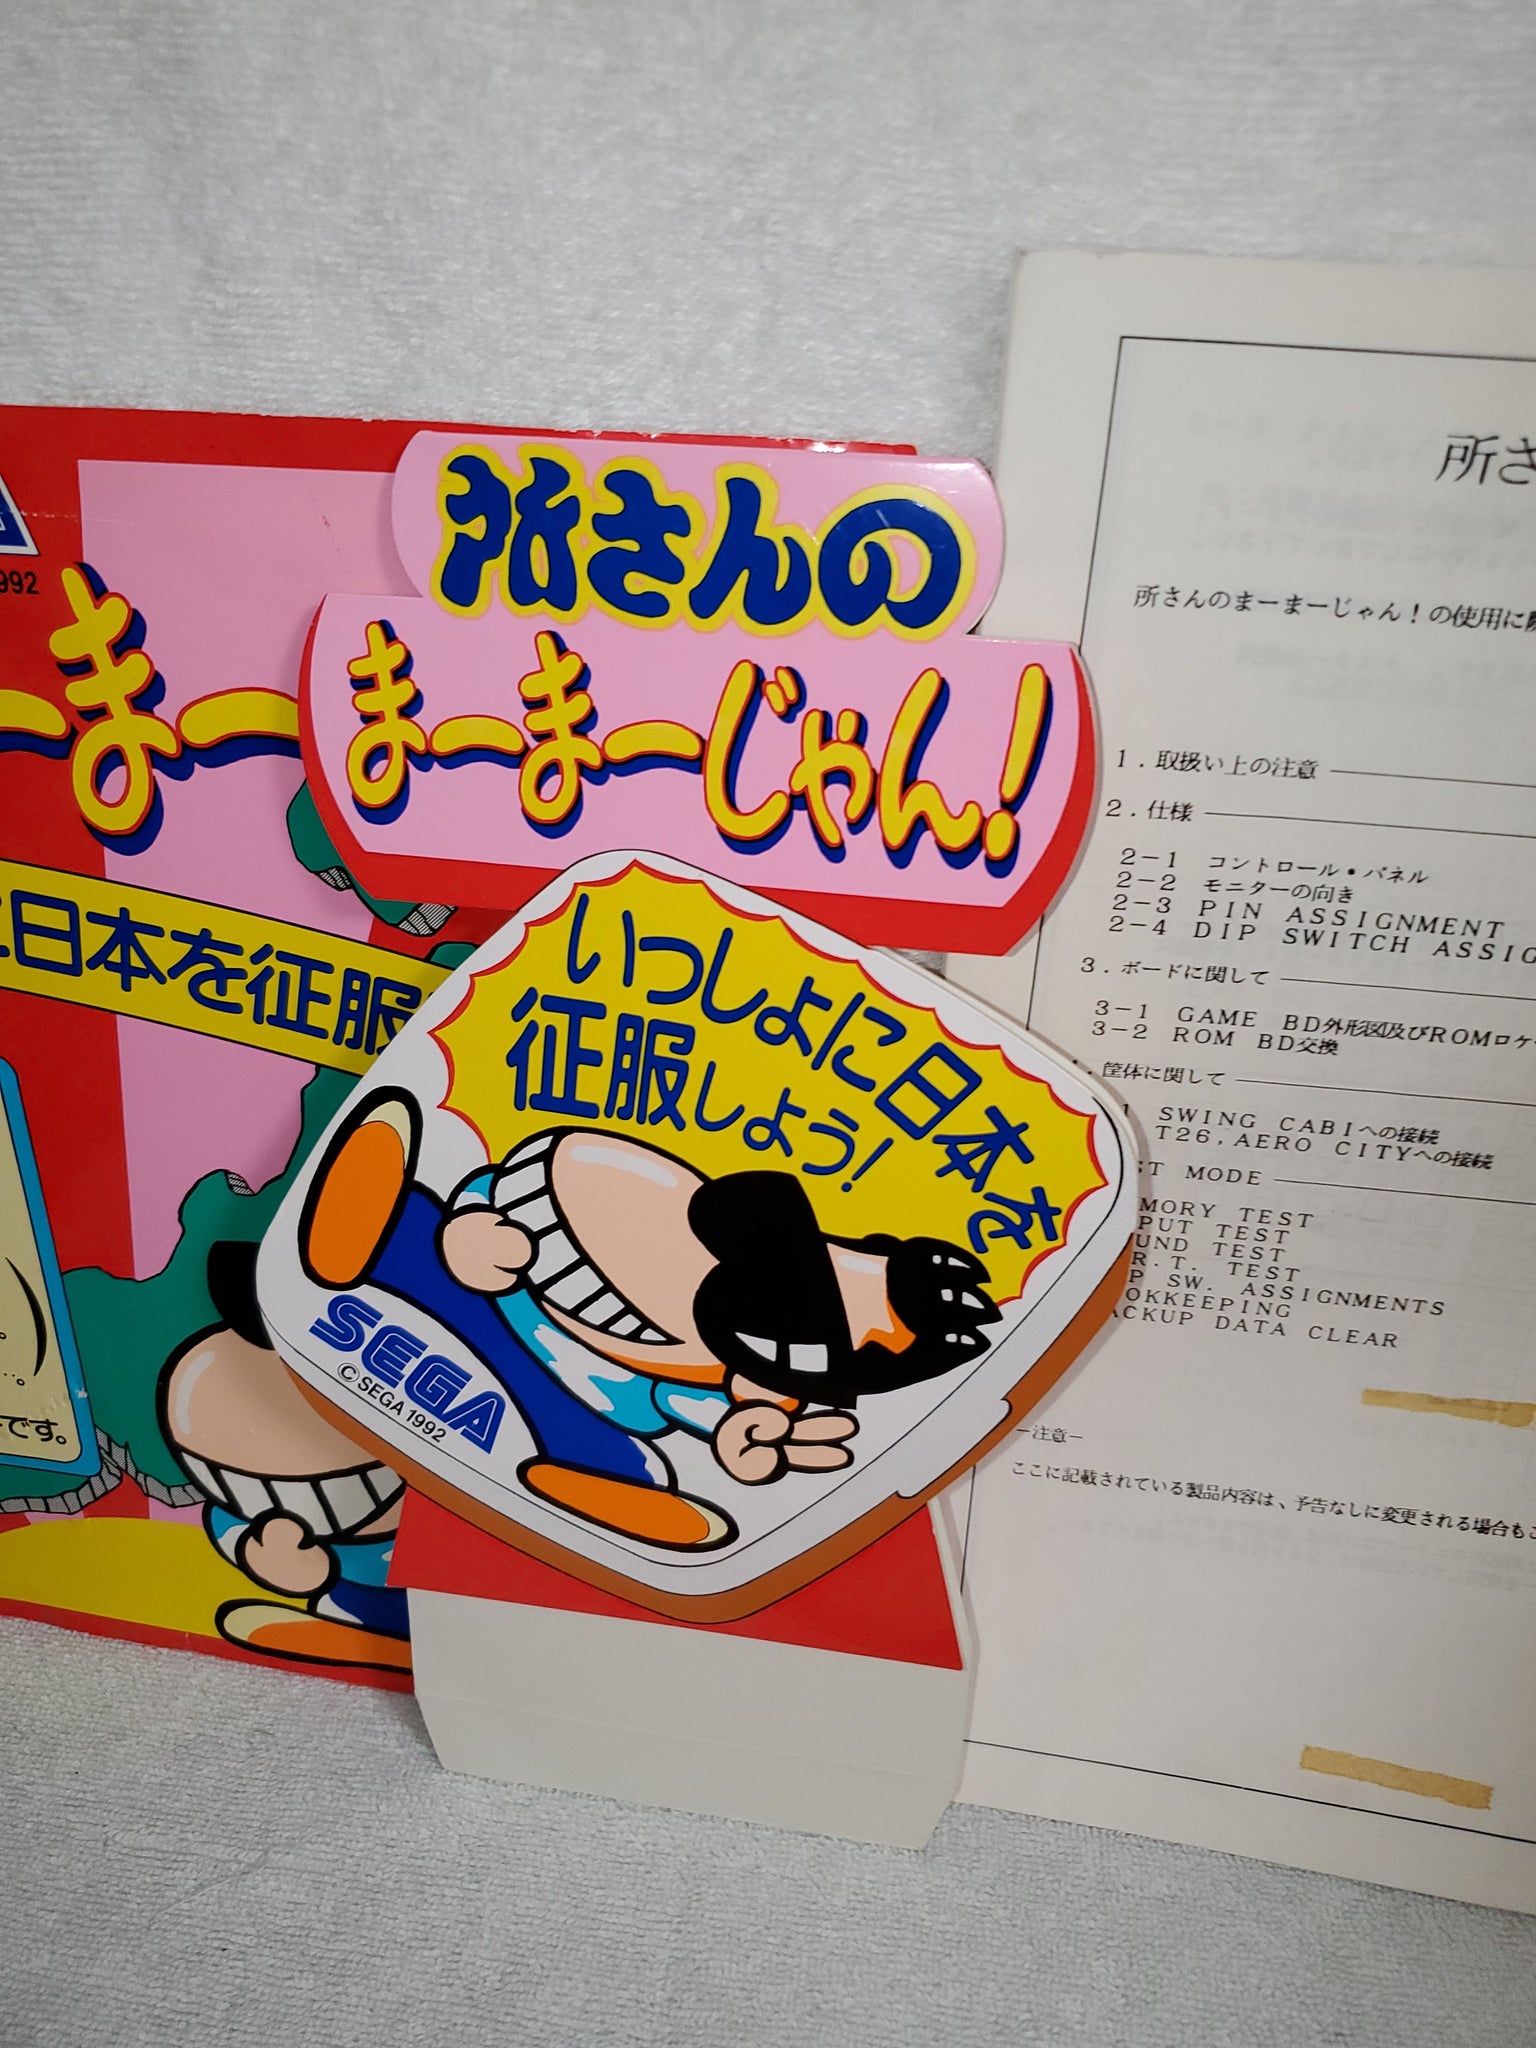 992
ーまー
日本を征服
です。
所さんの
まーまーじゃん!
いっしょに日本を
征服しよう!
SEGA
© SEGA 1992
所さ
所さんのまーまーじゃん!の使用に
1.取扱い上の注意
2.仕様
2-1 コントロール・パネル
2-2 モニターの向き
2-3 PIN ASSIGNMENT
2-4 DIP SWITCH ASSIG
3.ボードに関して
3-1 GAME BD外形図及びROMロケ
3-2 ROM BD交換
.筐体に関して
1 SWING CABIへの接続
T26,AERO CITYへの接続
ST MODE
MORY TEST
PUT TEST
UND TEST
R.T. TEST
P SW. ASSIGNMENTS
OKKEEPING
ACKUP DATA CLEAR
-注意-
ここに記載されている製品内容は、予告なしに変更される場合もご